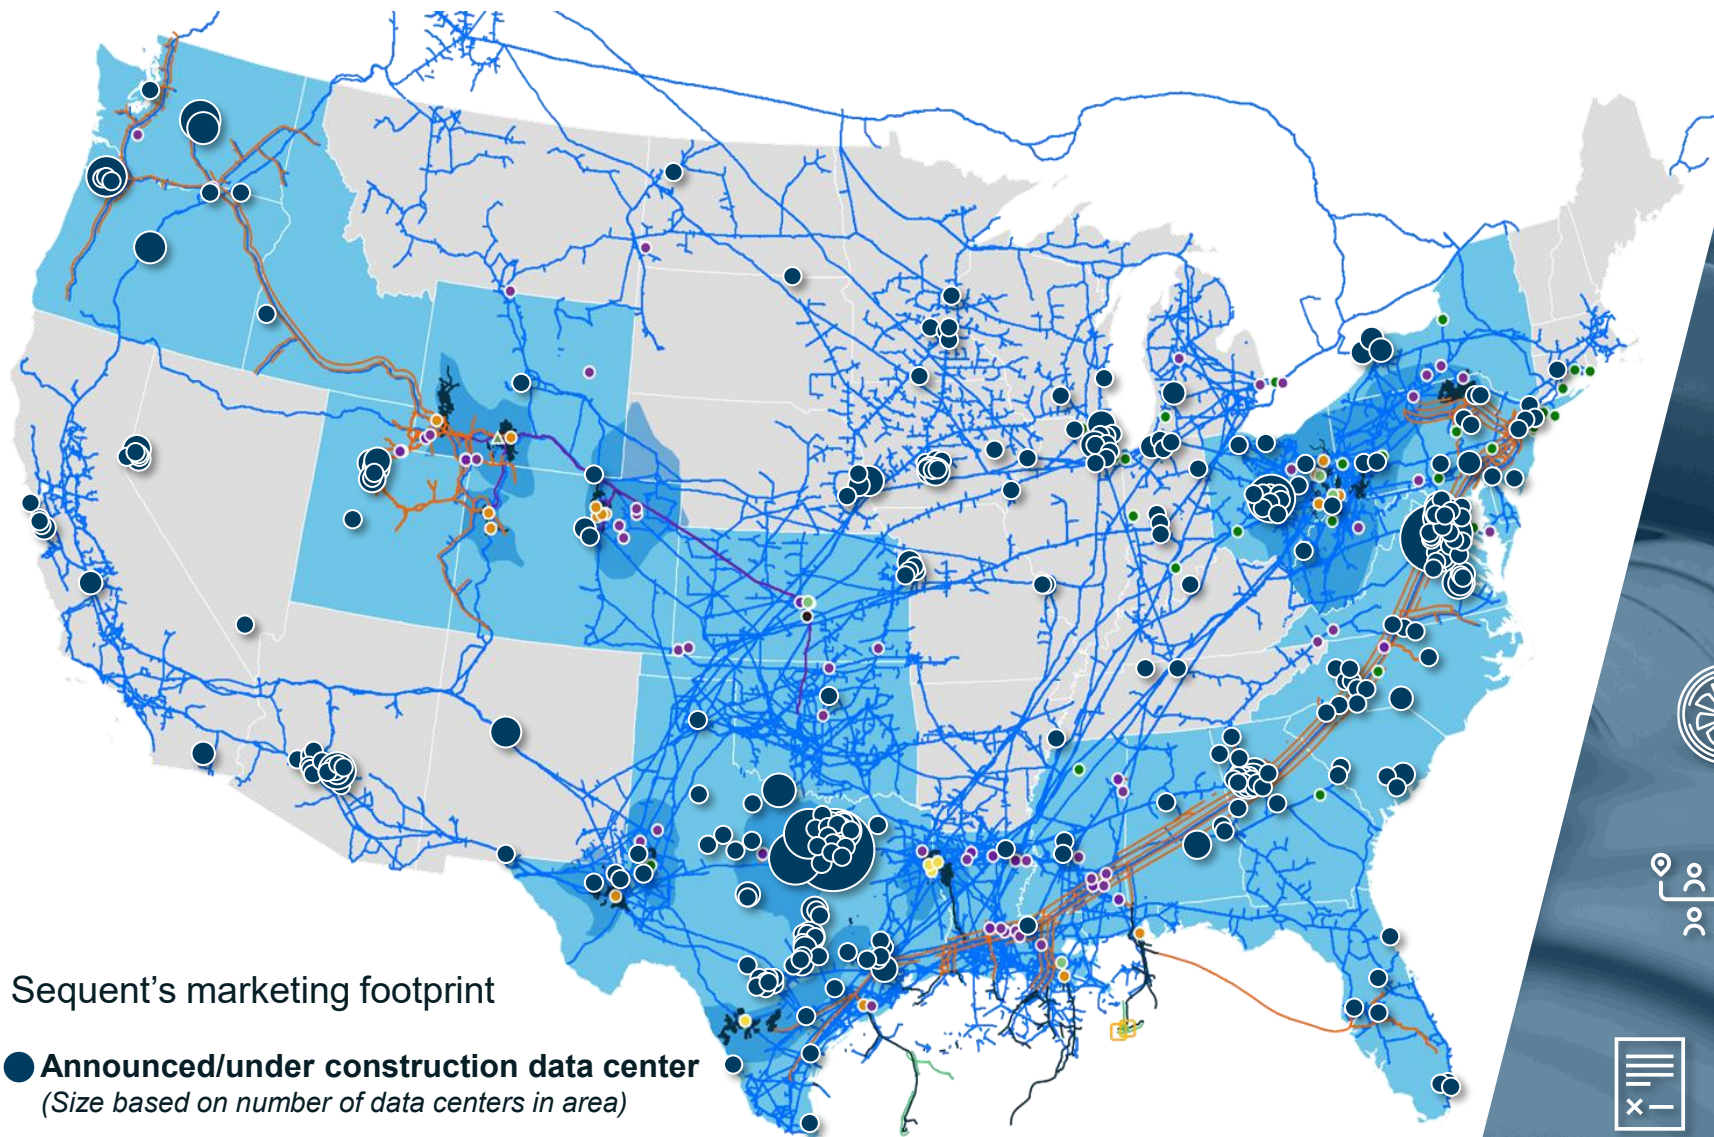 Sequent's marketing footprint
Announced/under construction data center
(Size based on number of data centers in area)